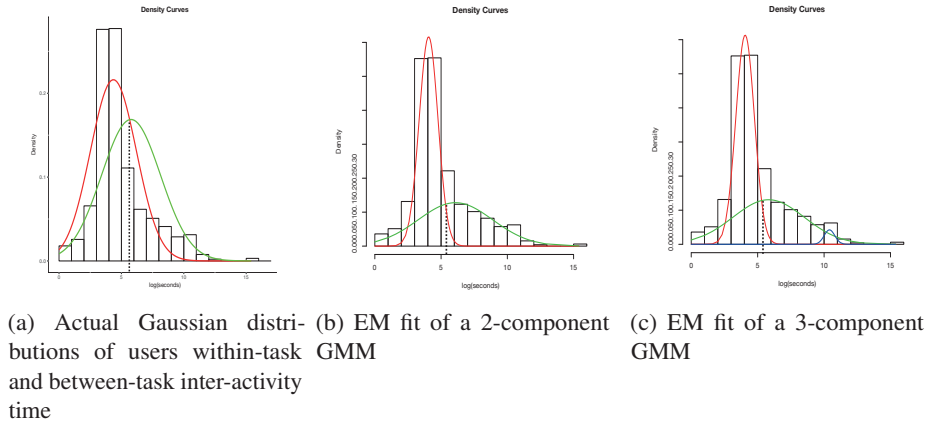 Density Curves
Density
0.2
0.1
0.0
0 5 10 15
log(seconds)
Density Curves
Density
0.000.050.100.150.200.250.30
0 5 10 15
log(seconds)
Density Curves
Density
0.000.050.100.150.200.250.30
0 5 10 15
log(seconds)
(a) Actual Gaussian distri-
butions of users within-task
and between-task inter-activity
time
(b) EM fit of a 2-component
GMM
(c) EM fit of a 3-component
GMM